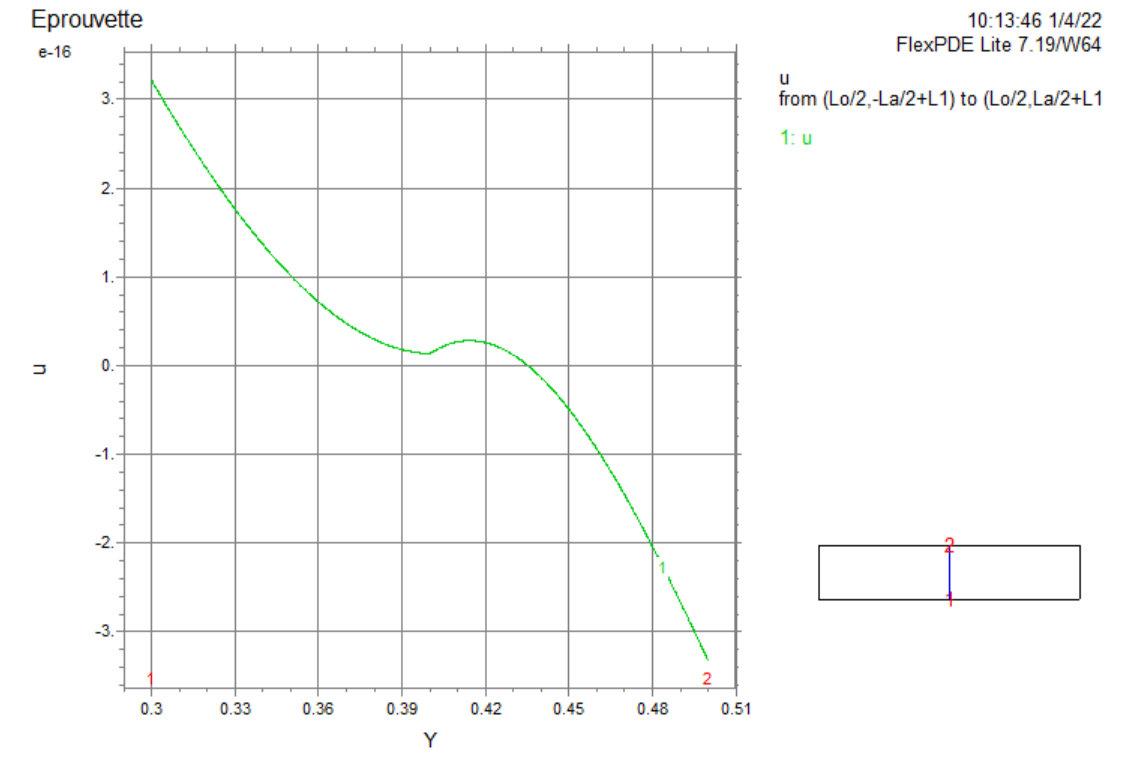 Eprouvette
10:13:46 1/4/22
FlexPDE Lite 7.19/W64
e-16
u
from (Lo/2,-La/2+L1) to (Lo/2,La/2+L1
1: u
3.
2.
1.
0.
-1.
-2.
-3.
u
1
1
2
0.3
0.33
0.36
0.39
0.42
0.45
0.48
0.51
Y
2
1